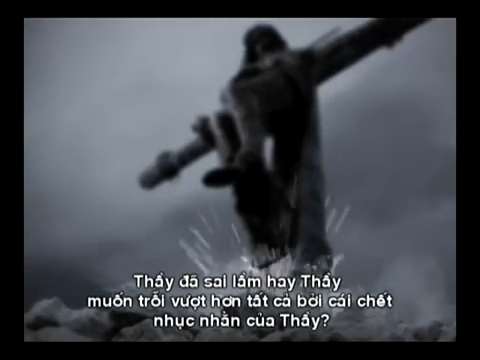 Thầy đã sai lầm hay Thầy
muốn trỗi vượt hơn tất cả bởi cái chết
nhục nhằn của Thầy?